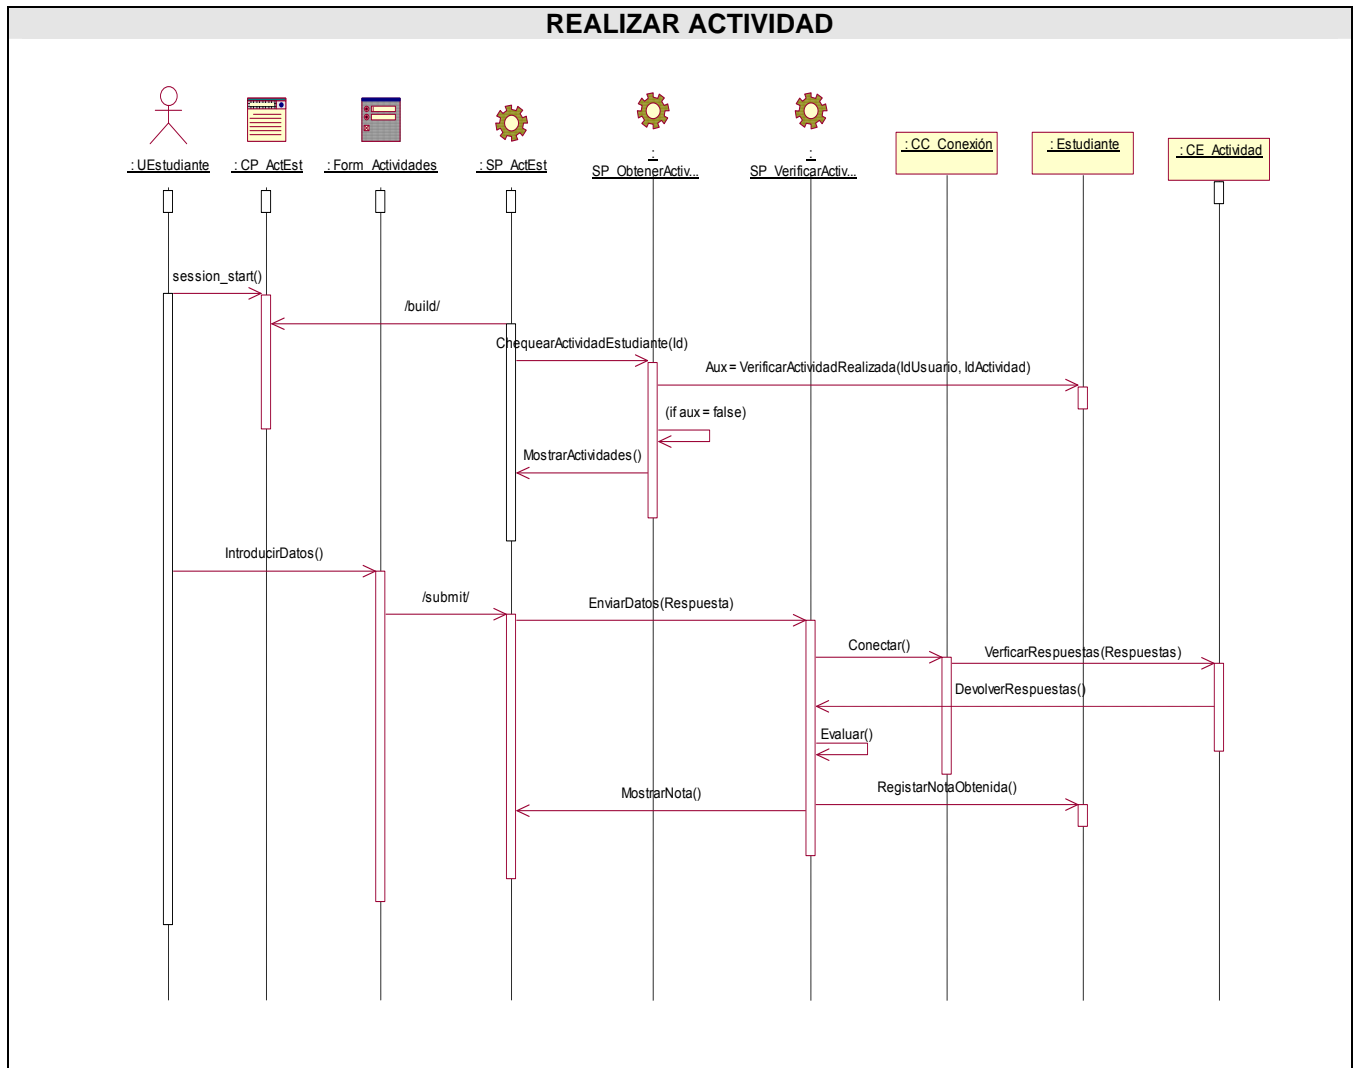 REALIZAR ACTIVIDAD
: UEstudiante
: CP_ActEst
: Form_Actividades
: SP_ActEst
:
SP_ObtenerActiv...
:
SP_VerificarActiv...
: CC_Conexión
: Estudiante
: CE_Actividad
session_start()
/build/
ChequearActividadEstudiante(Id)
Aux = VerificarActividadRealizada(IdUsuario, IdActividad)
(if aux = false)
MostrarActividades()
IntroducirDatos()
/submit/
EnviarDatos(Respuesta)
Conectar()
VerficarRespuestas(Respuestas)
DevolverRespuestas()
Evaluar()
MostrarNota()
RegistarNotaObtenida()